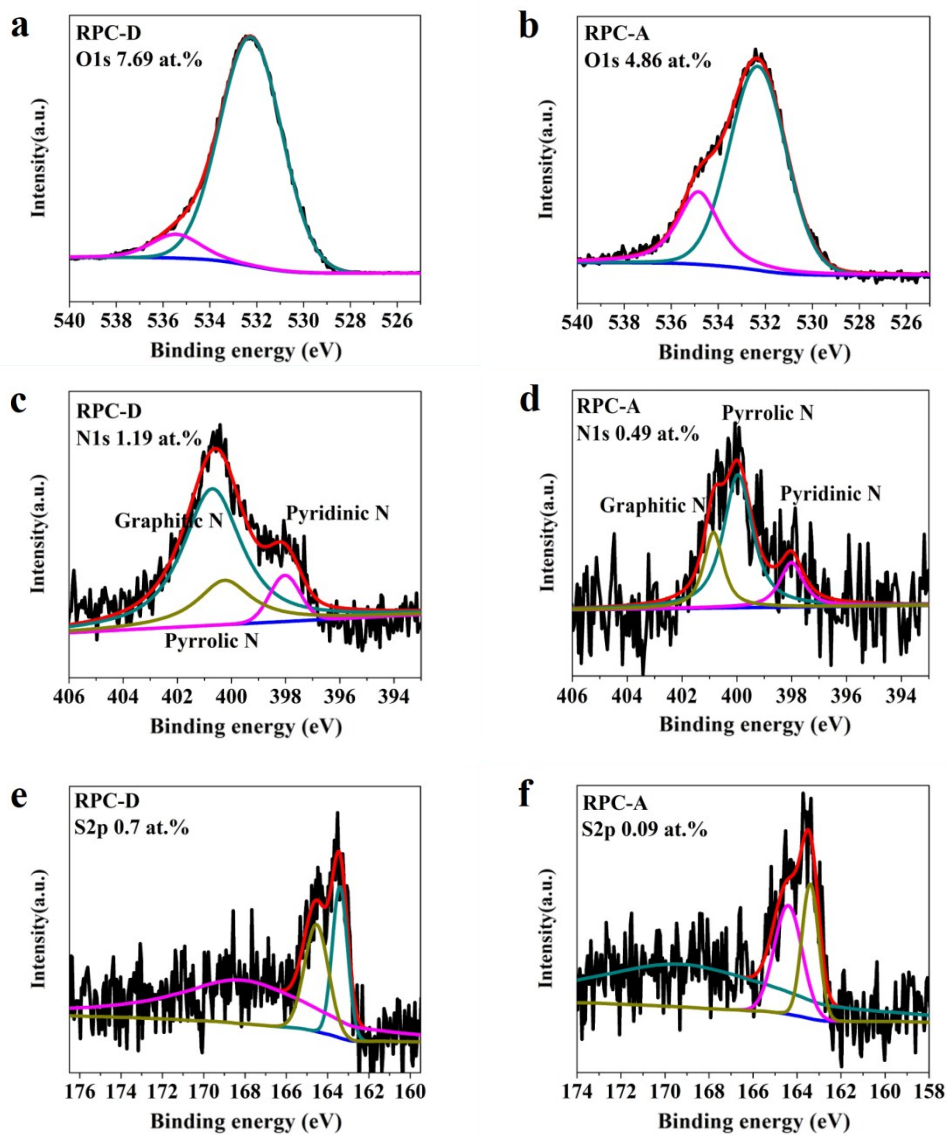 a
RPC-D
O1s 7.69 at.%
Intensity(a.u.)
540 538 536 534 532 530 528 526
Binding energy (eV)
b
RPC-A
O1s 4.86 at.%
Intensity(a.u.)
540 538 536 534 532 530 528 526
Binding energy (eV)
c
RPC-D
N1s 1.19 at.%
Graphitic N
Pyridinic N
Pyrrolic N
Intensity(a.u.)
406 404 402 400 398 396 394
Binding energy (eV)
d
RPC-A
N1s 0.49 at.%
Pyrrolic N
Graphitic N
Pyridinic N
Intensity(a.u.)
406 404 402 400 398 396 394
Binding energy (eV)
e
RPC-D
S2p 0.7 at.%
Intensity(a.u.)
176 174 172 170 168 166 164 162 160
Binding energy (eV)
f
RPC-A
S2p 0.09 at.%
Intensity(a.u.)
174 172 170 168 166 164 162 160 158
Binding energy (eV)